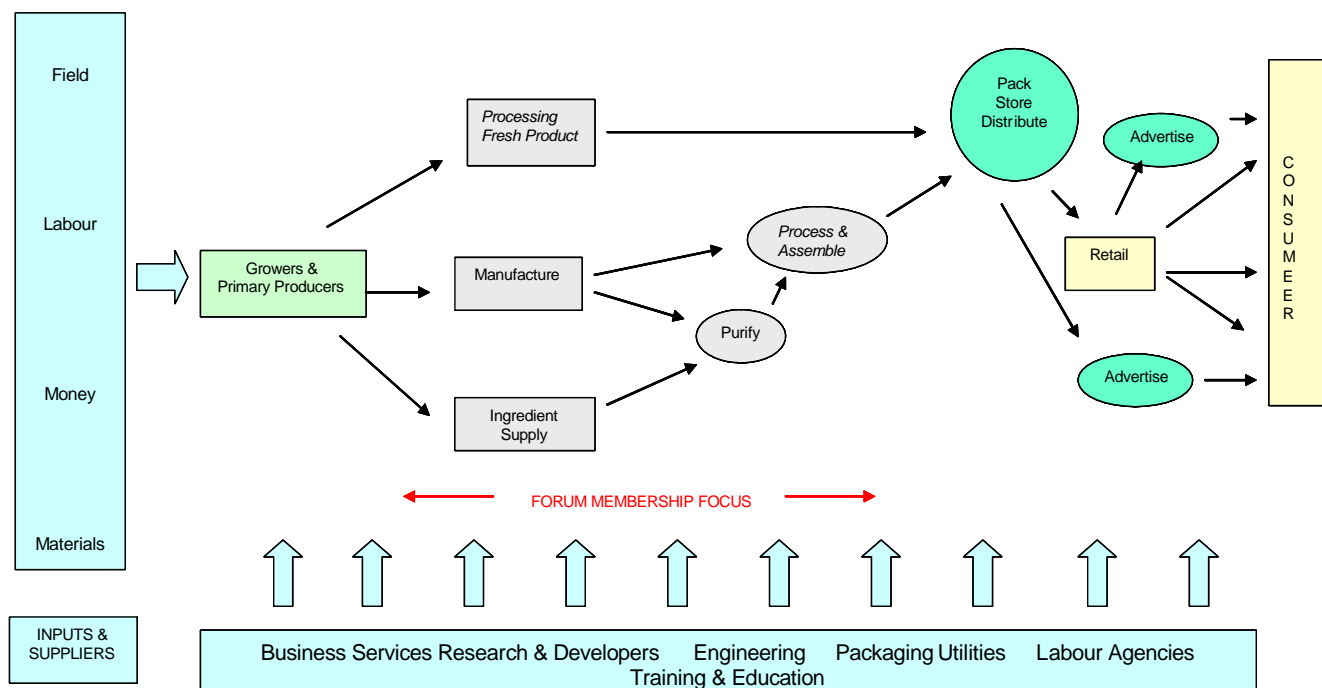 Field
Labour
Money
Materials
INPUTS &
SUPPLIERS
Growers &
Primary Producers
Processing
Fresh Product
Manufacture
Ingredient
Supply
Process &
Assemble
Purify
Pack
Store
Distribute
Advertise
Retail
Advertise
C
O
N
S
U
M
E
E
R
FORUM MEMBERSHIP FOCUS
Business Services Research & Developers Engineering Packaging Utilities Labour Agencies
Training & Education